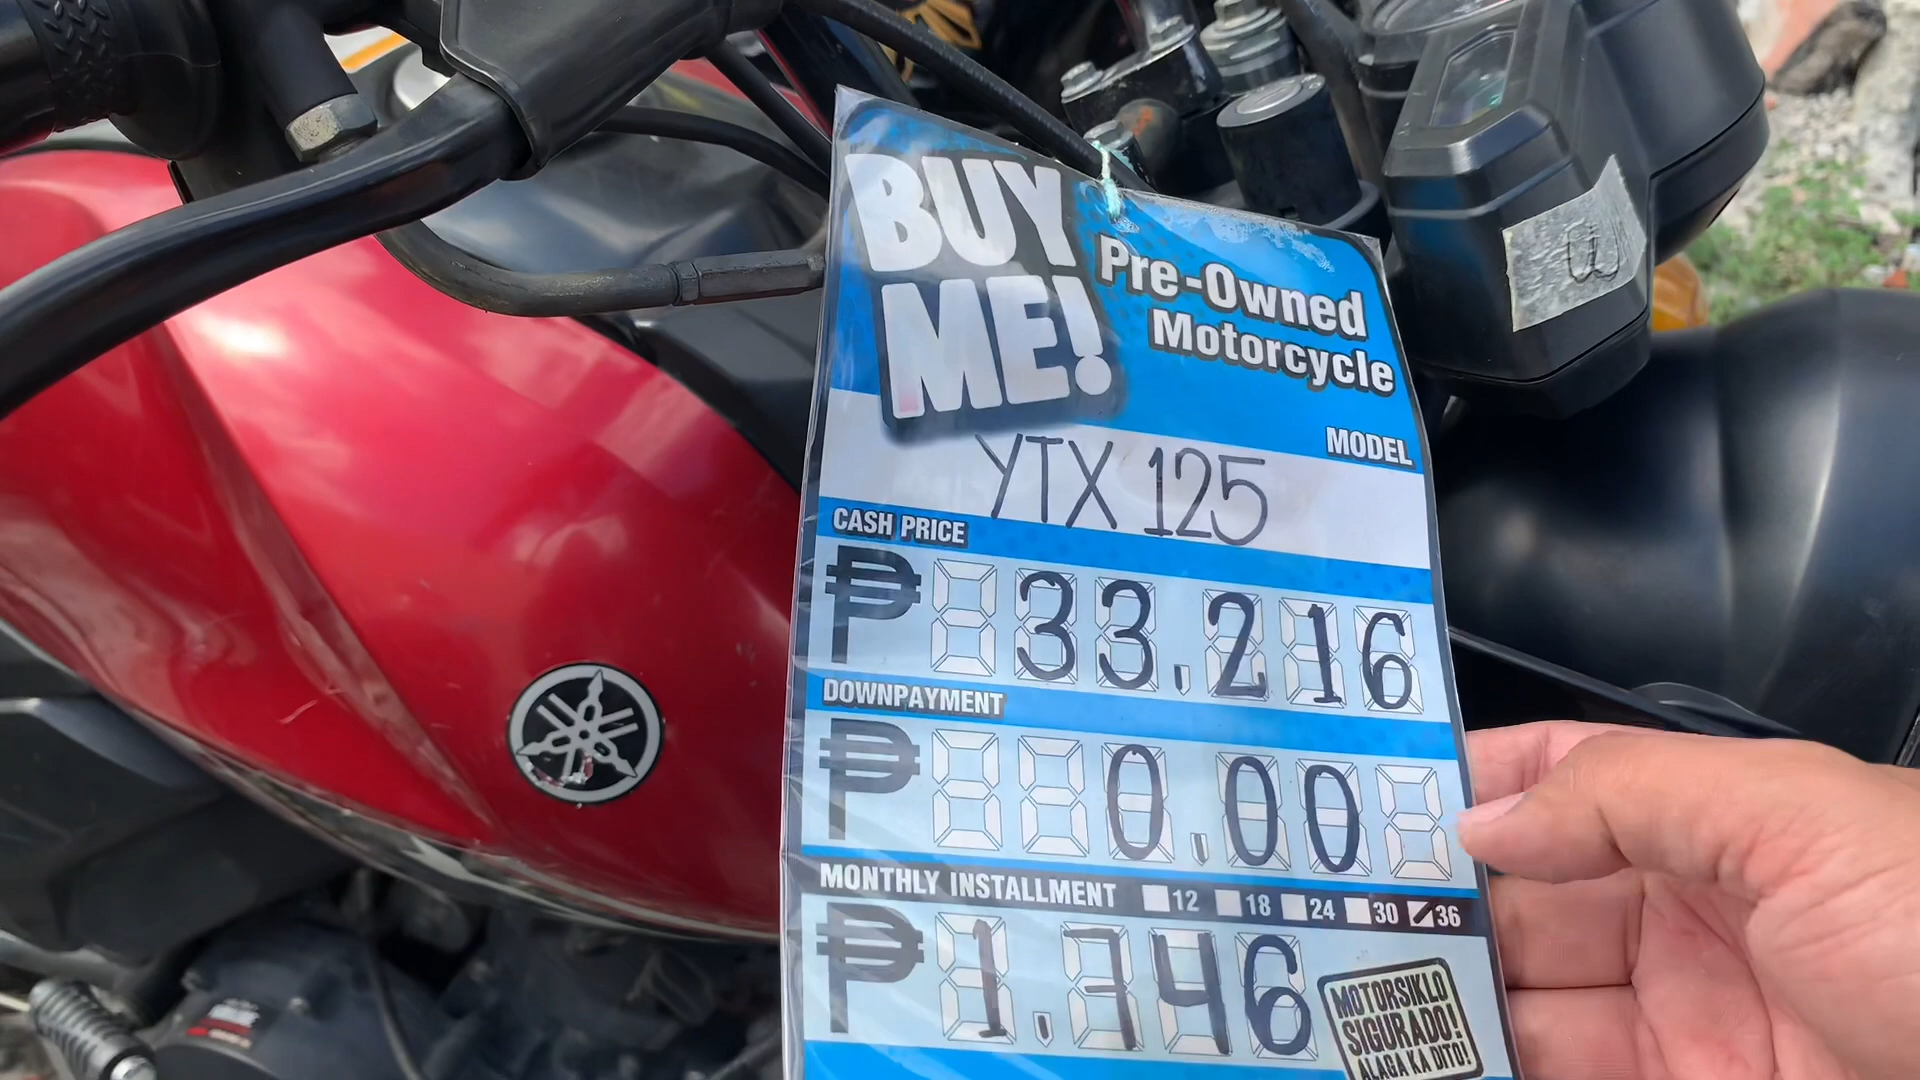 BUY
ME!
Pre-Owned
Motorcycle
MODEL
YTX 125
CASH PRICE
₱ 33,216
DOWNPAYMENT
₱ 0.00
MONTHLY INSTALLMENT 12 18 24 30 36
₱ 1,746
MOTORSIKLO
SIGURADO!
ALAGA KA DITO!